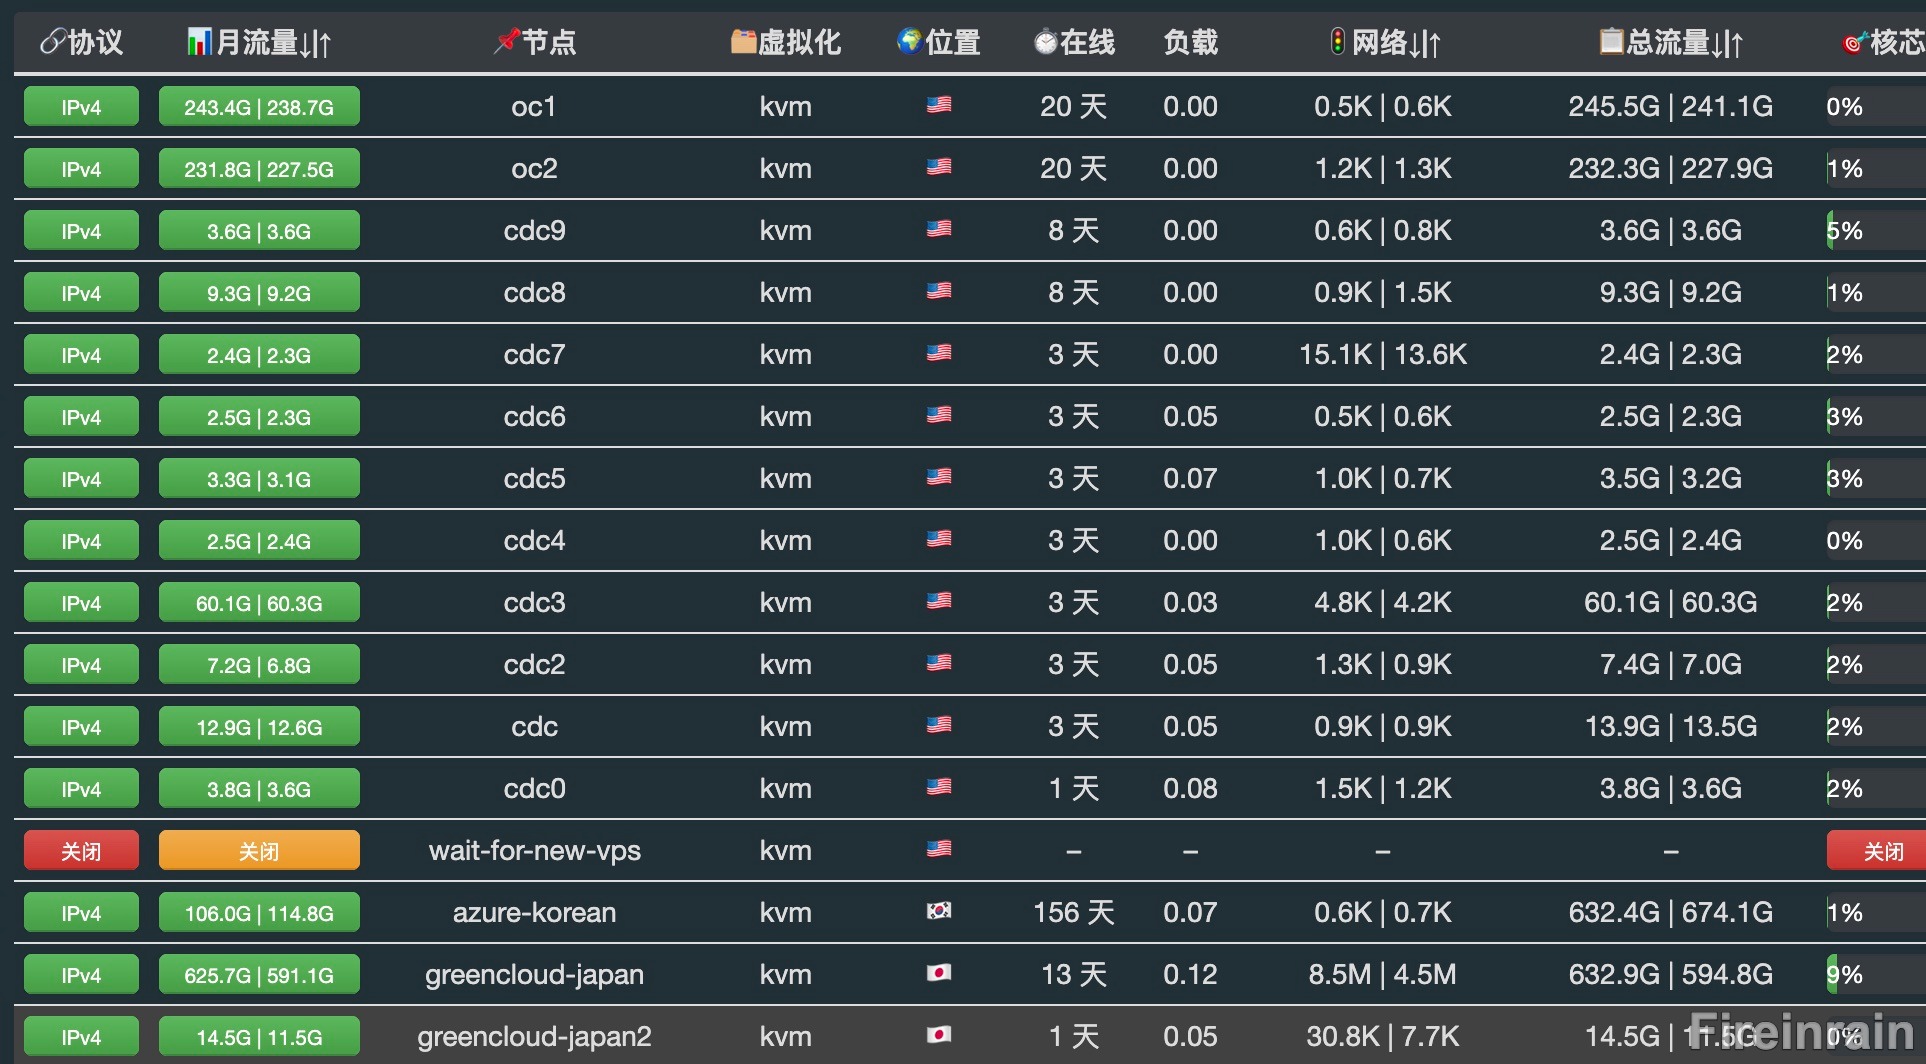 协议 月流量↓|↑ 节点 虚拟化 位置 在线 负载 网络↓|↑ 总流量↓|↑ 核芯
IPv4 243.4G | 238.7G oc1 kvm 20 天 0.00 0.5K | 0.6K 245.5G | 241.1G 0%
IPv4 231.8G | 227.5G oc2 kvm 20 天 0.00 1.2K | 1.3K 232.3G | 227.9G 1%
IPv4 3.6G | 3.6G cdc9 kvm 8 天 0.00 0.6K | 0.8K 3.6G | 3.6G 5%
IPv4 9.3G | 9.2G cdc8 kvm 8 天 0.00 0.9K | 1.5K 9.3G | 9.2G 1%
IPv4 2.4G | 2.3G cdc7 kvm 3 天 0.00 15.1K | 13.6K 2.4G | 2.3G 2%
IPv4 2.5G | 2.3G cdc6 kvm 3 天 0.05 0.5K | 0.6K 2.5G | 2.3G 3%
IPv4 3.3G | 3.1G cdc5 kvm 3 天 0.07 1.0K | 0.7K 3.5G | 3.2G 3%
IPv4 2.5G | 2.4G cdc4 kvm 3 天 0.00 1.0K | 0.6K 2.5G | 2.4G 0%
IPv4 60.1G | 60.3G cdc3 kvm 3 天 0.03 4.8K | 4.2K 60.1G | 60.3G 2%
IPv4 7.2G | 6.8G cdc2 kvm 3 天 0.05 1.3K | 0.9K 7.4G | 7.0G 2%
IPv4 12.9G | 12.6G cdc kvm 3 天 0.05 0.9K | 0.9K 13.9G | 13.5G 2%
IPv4 3.8G | 3.6G cdc0 kvm 1 天 0.08 1.5K | 1.2K 3.8G | 3.6G 2%
关闭 关闭 wait-for-new-vps kvm – – – – 关闭
IPv4 106.0G | 114.8G azure-korean kvm 156 天 0.07 0.6K | 0.7K 632.4G | 674.1G 1%
IPv4 625.7G | 591.1G greencloud-japan kvm 13 天 0.12 8.5M | 4.5M 632.9G | 594.8G 9%
IPv4 14.5G | 11.5G greencloud-japan2 kvm 1 天 0.05 30.8K | 7.7K 14.5G | 11.5G 0%
Fireinrain